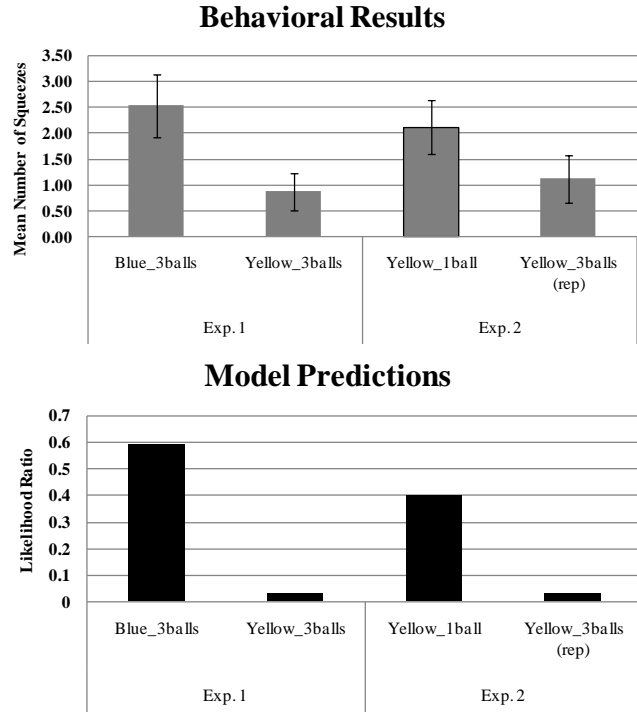 Behavioral Results
Mean Number of Squeezes
3.50
3.00
2.50
2.00
1.50
1.00
0.50
0.00
Blue_3balls
Yellow_3balls
Yellow_1ball
Yellow_3balls
(rep)
Exp. 1
Exp. 2
Model Predictions
Likelihood Ratio
0.7
0.6
0.5
0.4
0.3
0.2
0.1
0
Blue_3balls
Yellow_3balls
Yellow_1ball
Yellow_3balls
(rep)
Exp. 1
Exp. 2